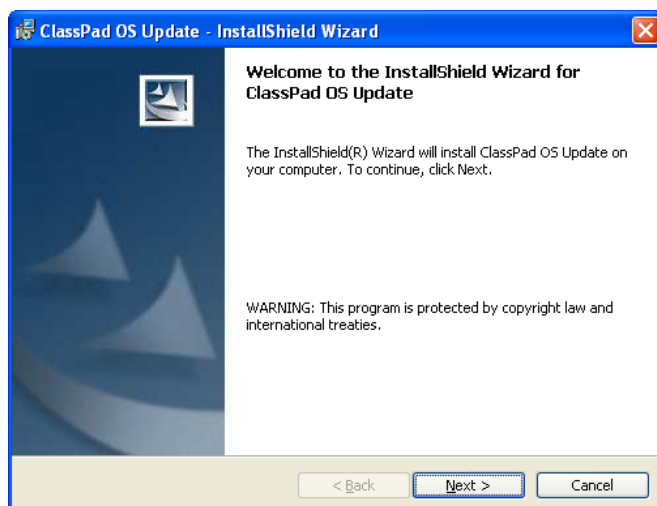 ClassPad OS Update - InstallShield Wizard
Welcome to the InstallShield Wizard for
ClassPad OS Update
The InstallShield(R) Wizard will install ClassPad OS Update on
your computer. To continue, click Next.
WARNING: This program is protected by copyright law and
international treaties.
< Back Next > Cancel